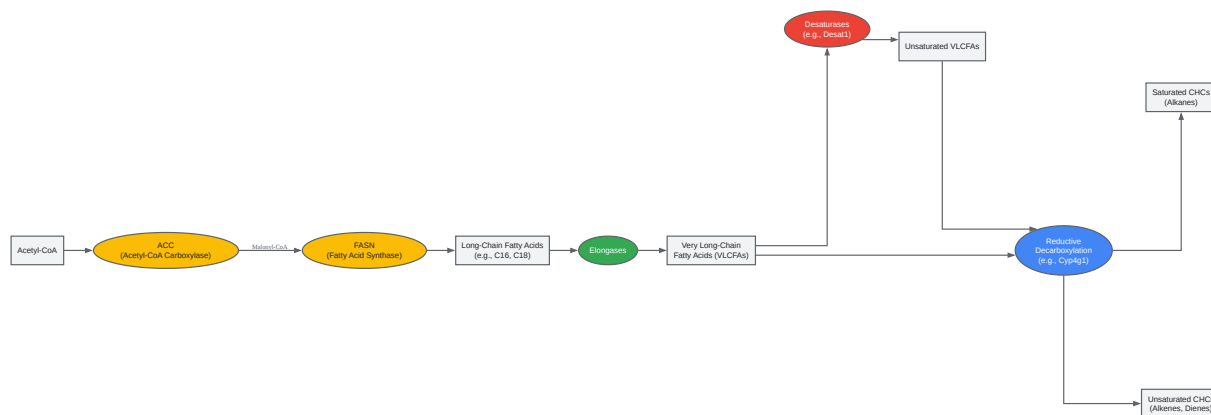 Desaturases
(e.g., Desat1)
Unsaturated VLCFAs
Saturated CHCs
(Alkanes)
Acetyl-CoA
ACC
(Acetyl-CoA Carboxylase)
Malonyl-CoA
FASN
(Fatty Acid Synthase)
Long-Chain Fatty Acids
(e.g., C16, C18)
Elongases
Very Long-Chain
Fatty Acids (VLCFAs)
Reductive
Decarboxylation
(e.g., Cyp4g1)
Unsaturated CHCs
(Alkenes, Dienes)